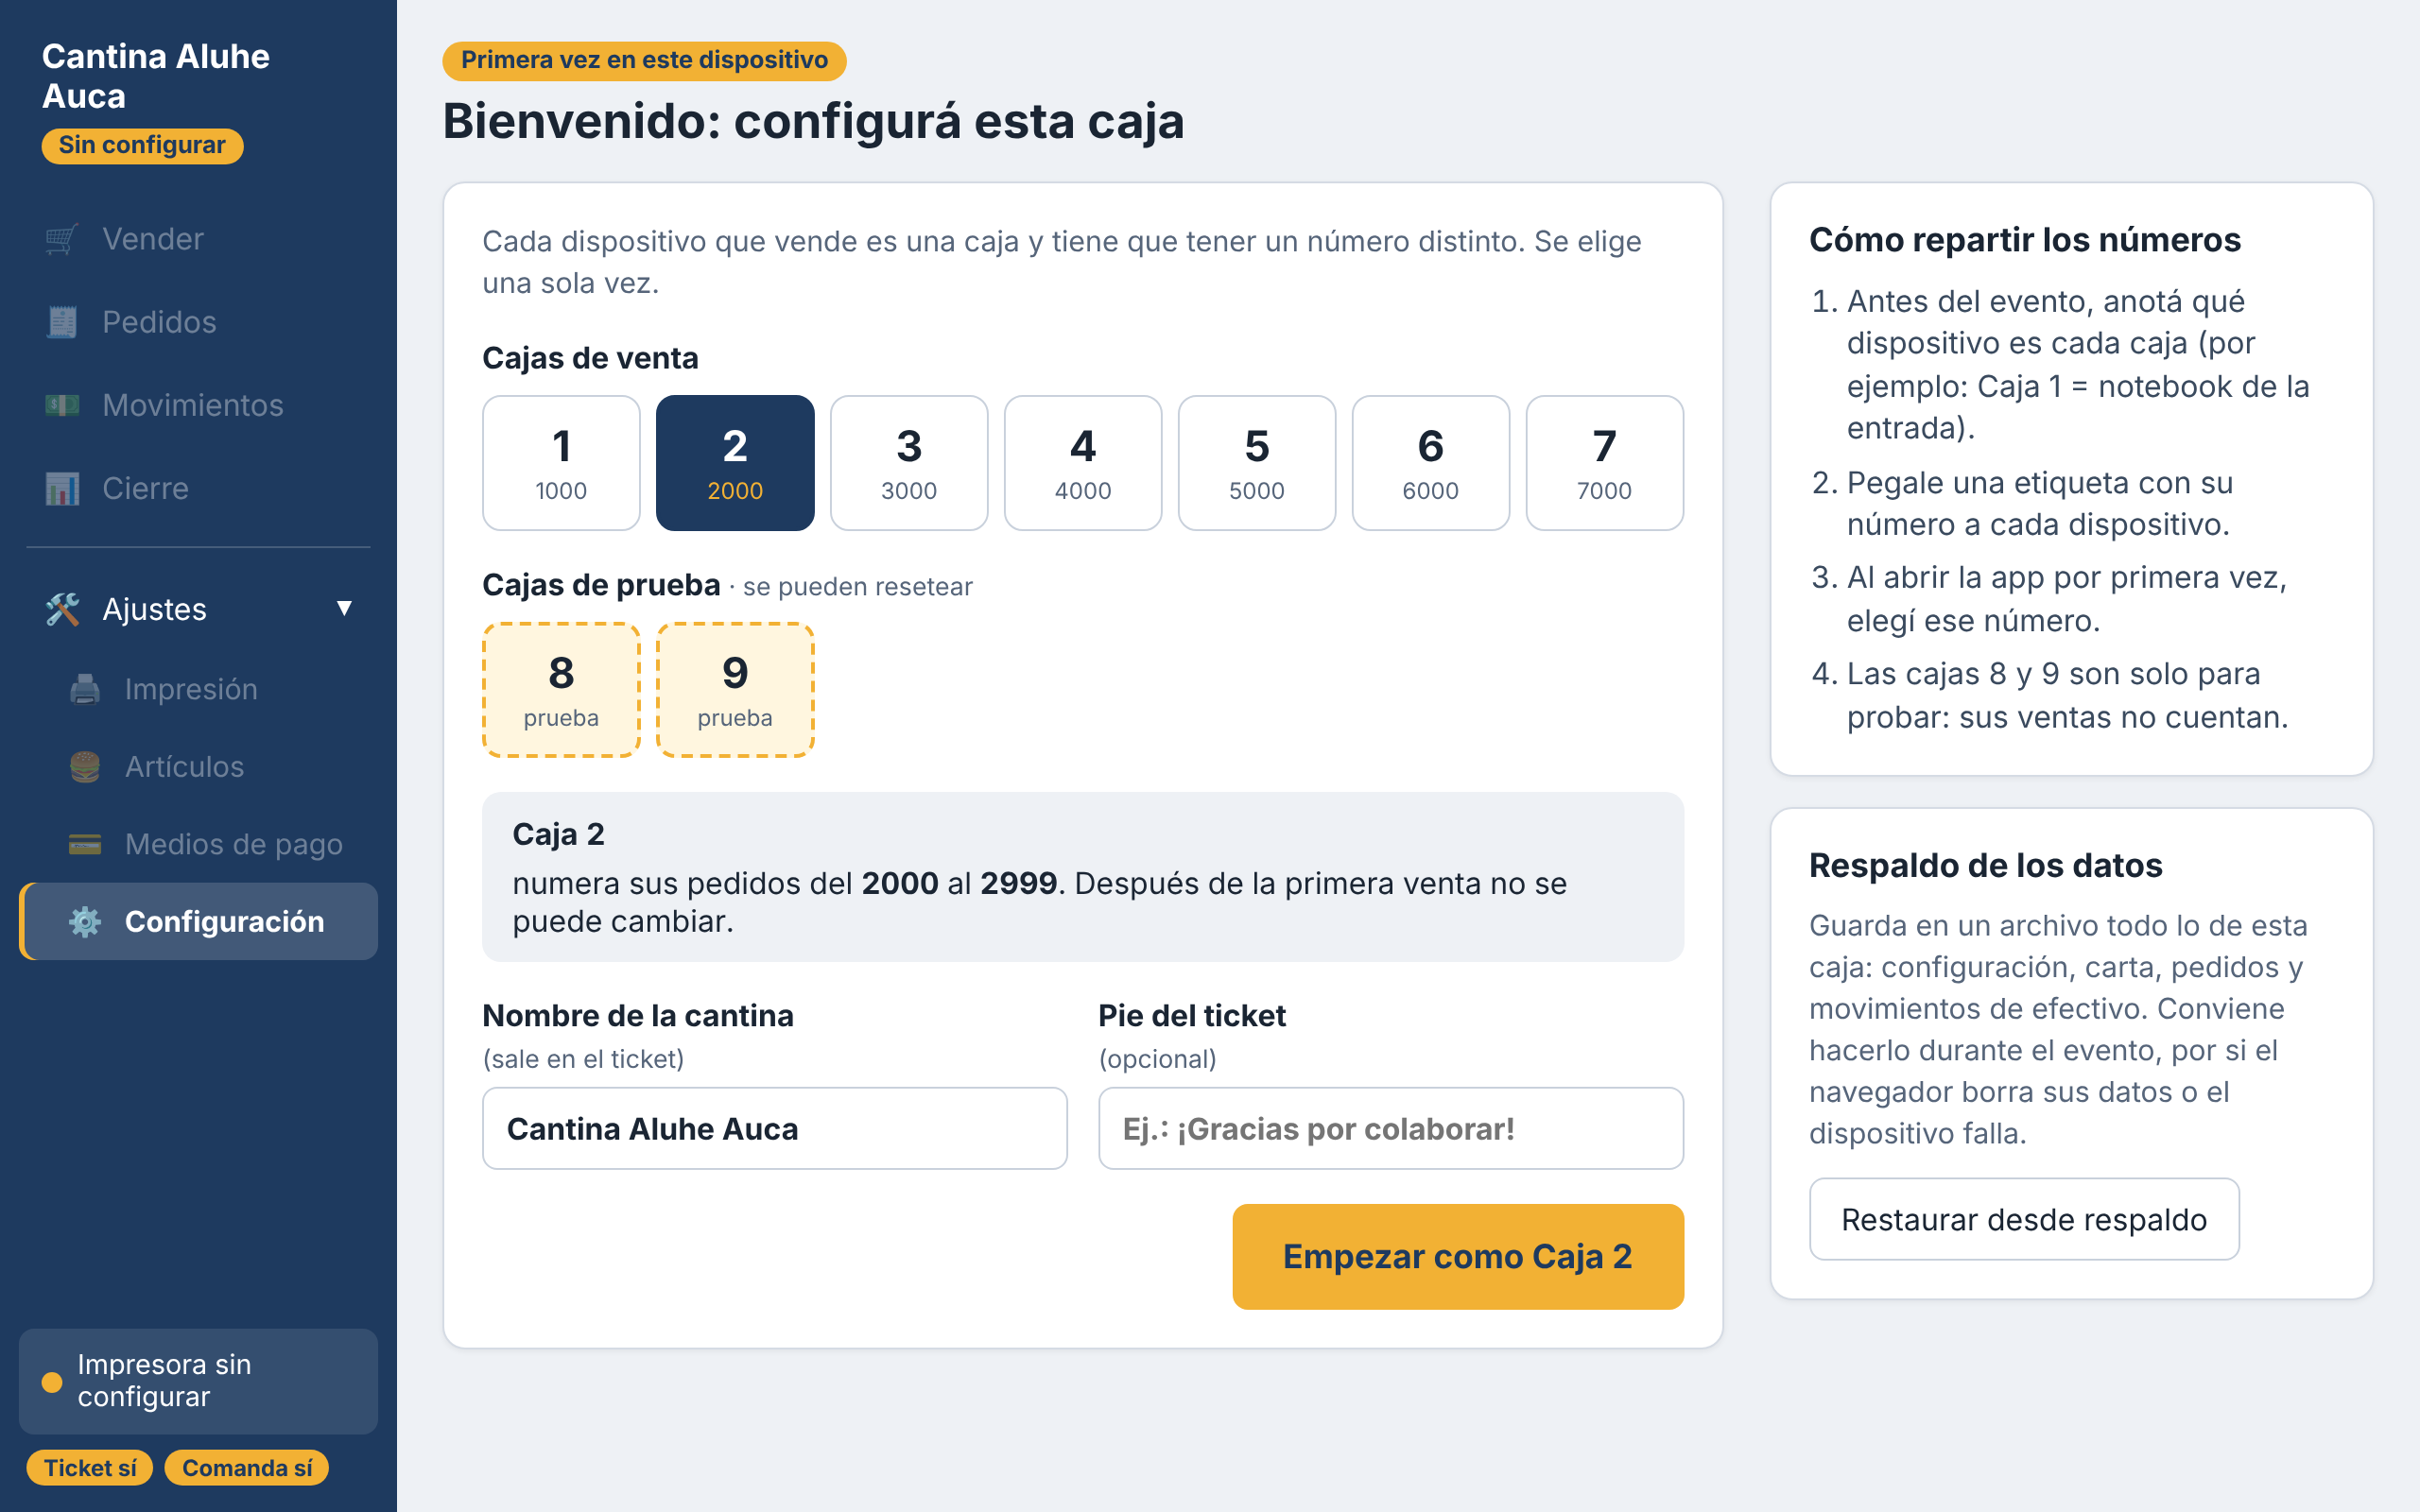 Cantina Aluhe
Auca
Sin configurar
Vender
Pedidos
Movimientos
Cierre
Ajustes ▼
Impresión
Artículos
Medios de pago
Configuración
Impresora sin
configurar
Ticket sí
Comanda sí
Primera vez en este dispositivo
Bienvenido: configurá esta caja
Cada dispositivo que vende es una caja y tiene que tener un número distinto. Se elige
una sola vez.
Cajas de venta
1
1000
2
2000
3
3000
4
4000
5
5000
6
6000
7
7000
Cajas de prueba · se pueden resetear
8
prueba
9
prueba
Caja 2
numera sus pedidos del 2000 al 2999. Después de la primera venta no se
puede cambiar.
Nombre de la cantina
(sale en el ticket)
Cantina Aluhe Auca
Pie del ticket
(opcional)
Ej.: ¡Gracias por colaborar!
Empezar como Caja 2
Cómo repartir los números
1. Antes del evento, anotá qué
dispositivo es cada caja (por
ejemplo: Caja 1 = notebook de la
entrada).
2. Pegale una etiqueta con su
número a cada dispositivo.
3. Al abrir la app por primera vez,
elegí ese número.
4. Las cajas 8 y 9 son solo para
probar: sus ventas no cuentan.
Respaldo de los datos
Guarda en un archivo todo lo de esta
caja: configuración, carta, pedidos y
movimientos de efectivo. Conviene
hacerlo durante el evento, por si el
navegador borra sus datos o el
dispositivo falla.
Restaurar desde respaldo